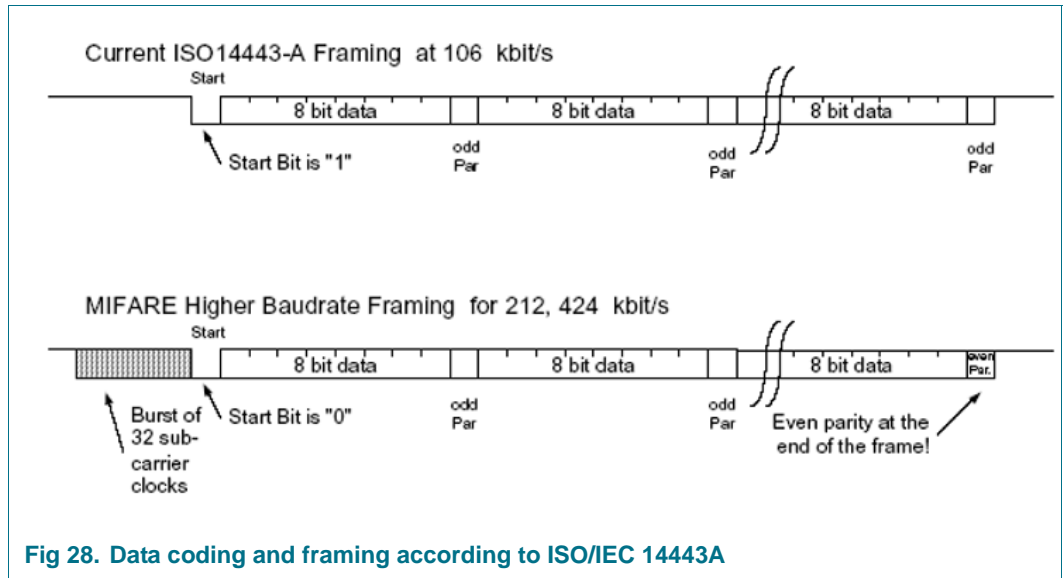 Current ISO14443-A Framing at 106 kbit/s
Start
8 bit data
8 bit data
8 bit data
Start Bit is "1"
odd
Par
odd
Par
odd
Par
MIFARE Higher Baudrate Framing for 212, 424 kbit/s
Start
8 bit data
8 bit data
8 bit data
even
Par.
Burst of
32 sub-
carrier
clocks
Start Bit is "0"
odd
Par
odd
Par
Even parity at the
end of the frame!
Fig 28. Data coding and framing according to ISO/IEC 14443A